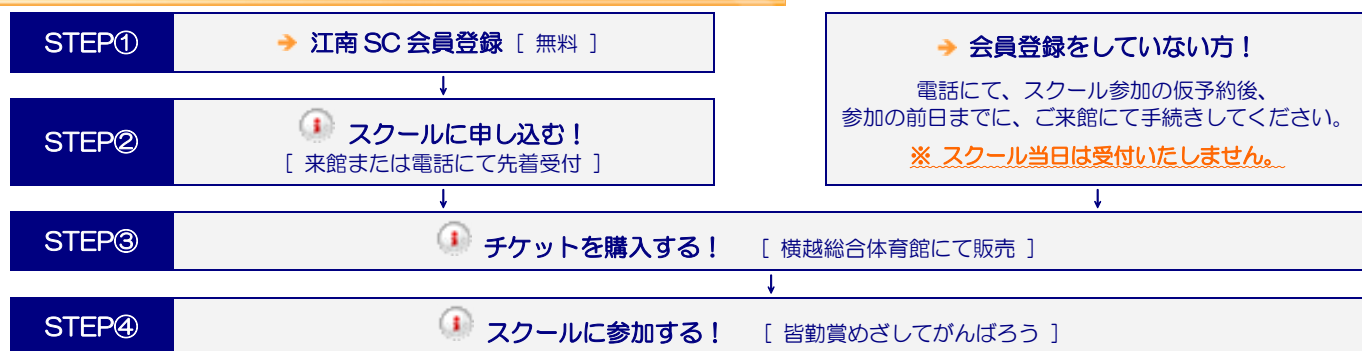 STEP①
江南 SC 会員登録 [ 無料 ]
↓
STEP②
スクールに申し込む！
[ 来館または電話にて先着受付 ]
会員登録をしていない方！
電話にて、スクール参加の仮予約後、
参加の前日までに、ご来館にて手続きしてください。
※ スクール当日は受付いたしません。
↓ ↓
STEP③
チケットを購入する！ [ 横越総合体育館にて販売 ]
↓
STEP④
スクールに参加する！ [ 皆勤賞めざしてがんばろう ]